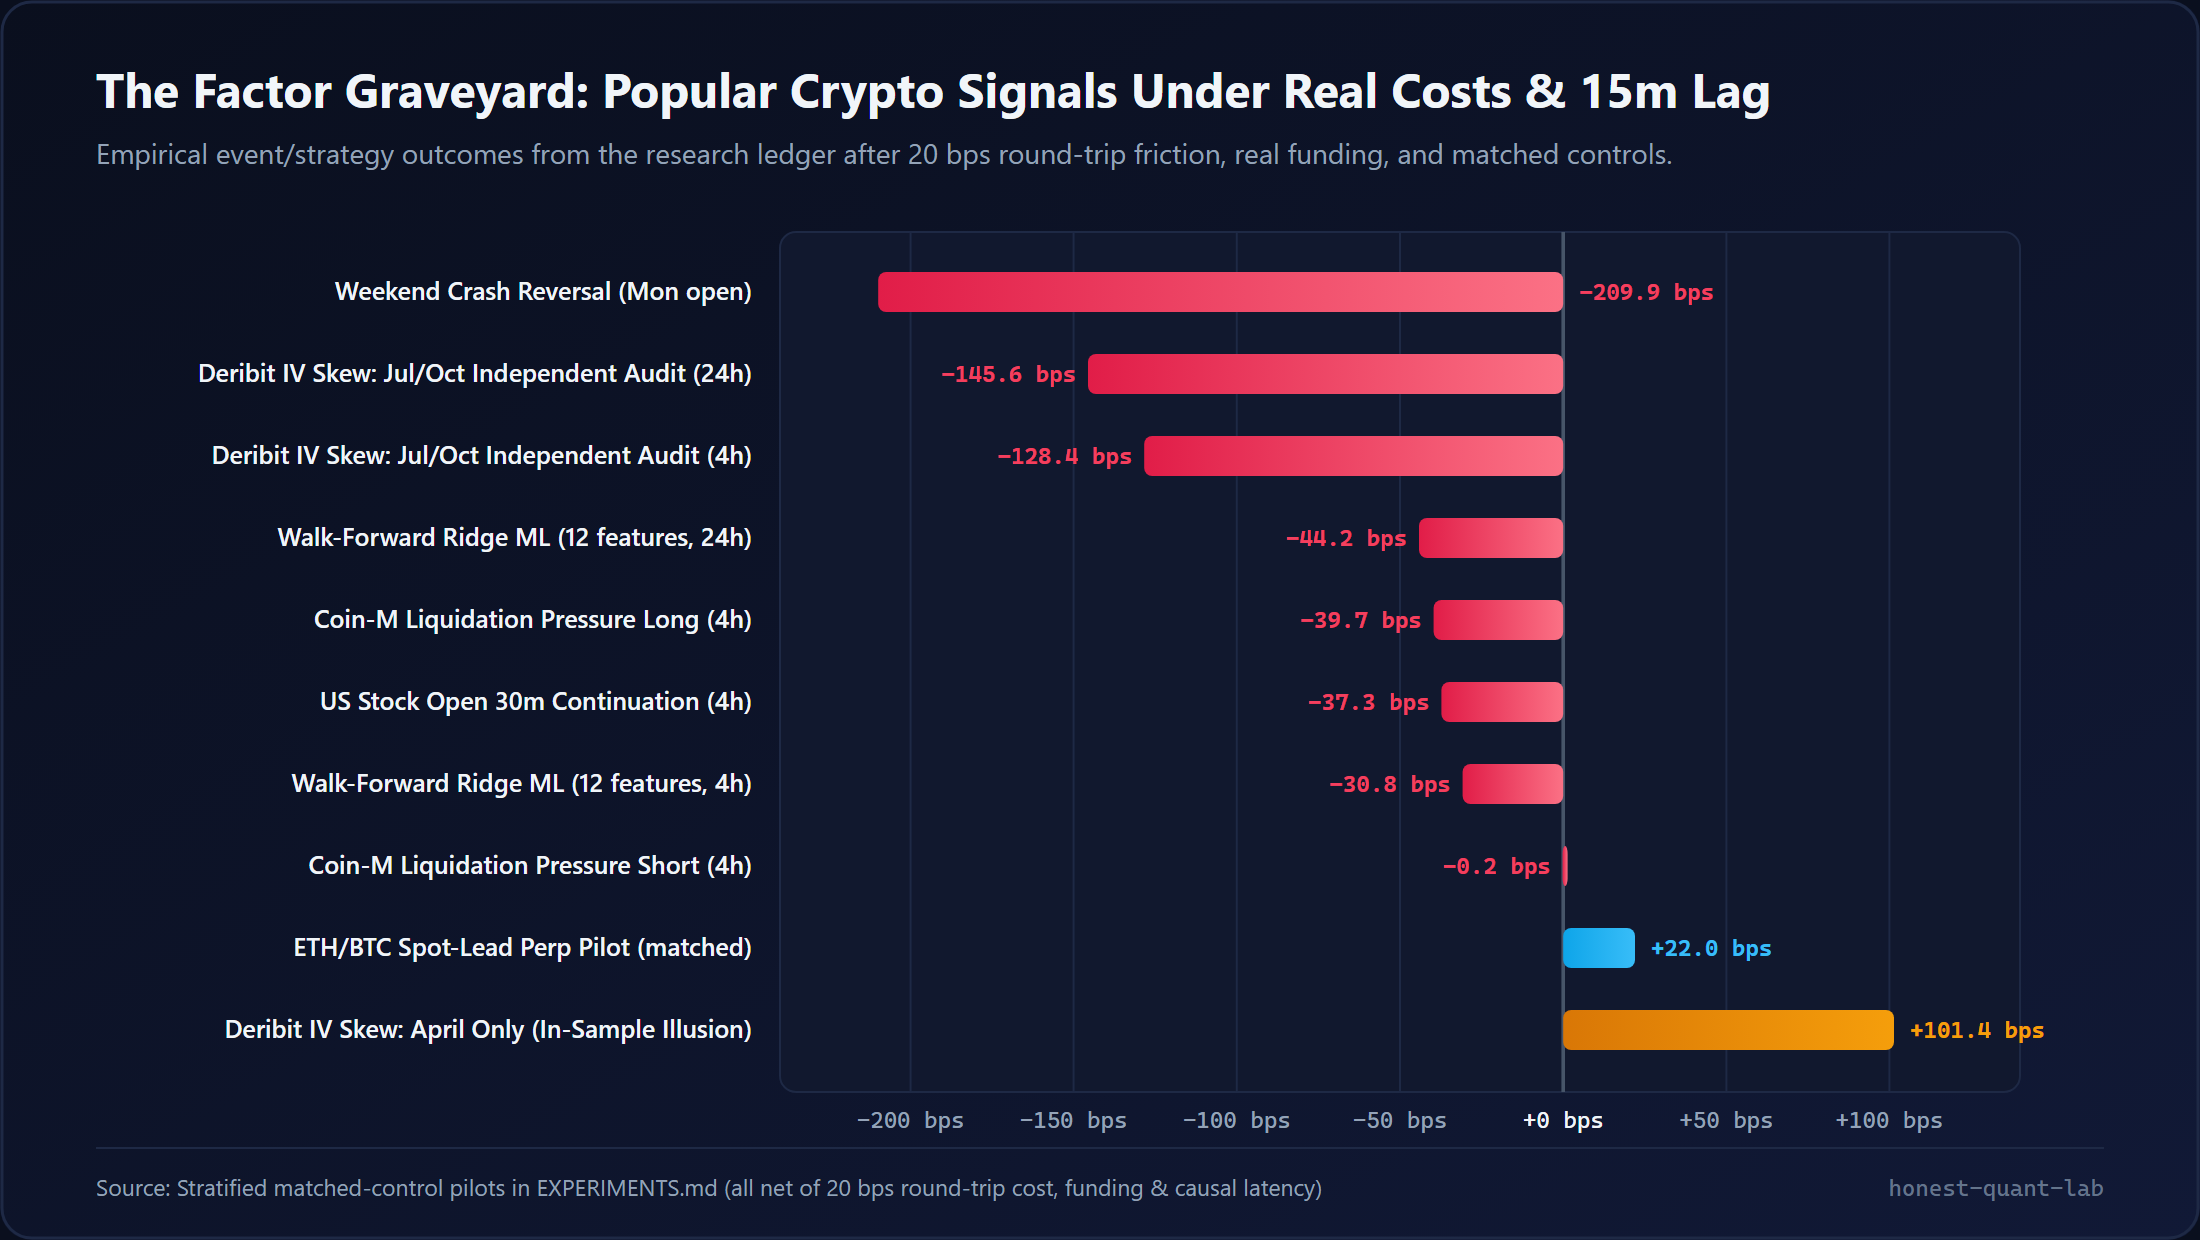 The Factor Graveyard: Popular Crypto Signals Under Real Costs & 15m Lag
Empirical event/strategy outcomes from the research ledger after 20 bps round-trip friction, real funding, and matched controls.
Weekend Crash Reversal (Mon open) −209.9 bps
Deribit IV Skew: Jul/Oct Independent Audit (24h) −145.6 bps
Deribit IV Skew: Jul/Oct Independent Audit (4h) −128.4 bps
Walk-Forward Ridge ML (12 features, 24h) −44.2 bps
Coin-M Liquidation Pressure Long (4h) −39.7 bps
US Stock Open 30m Continuation (4h) −37.3 bps
Walk-Forward Ridge ML (12 features, 4h) −30.8 bps
Coin-M Liquidation Pressure Short (4h) −0.2 bps
ETH/BTC Spot-Lead Perp Pilot (matched) +22.0 bps
Deribit IV Skew: April Only (In-Sample Illusion) +101.4 bps
−200 bps −150 bps −100 bps −50 bps +0 bps +50 bps +100 bps
Source: Stratified matched-control pilots in EXPERIMENTS.md (all net of 20 bps round-trip cost, funding & causal latency) honest-quant-lab